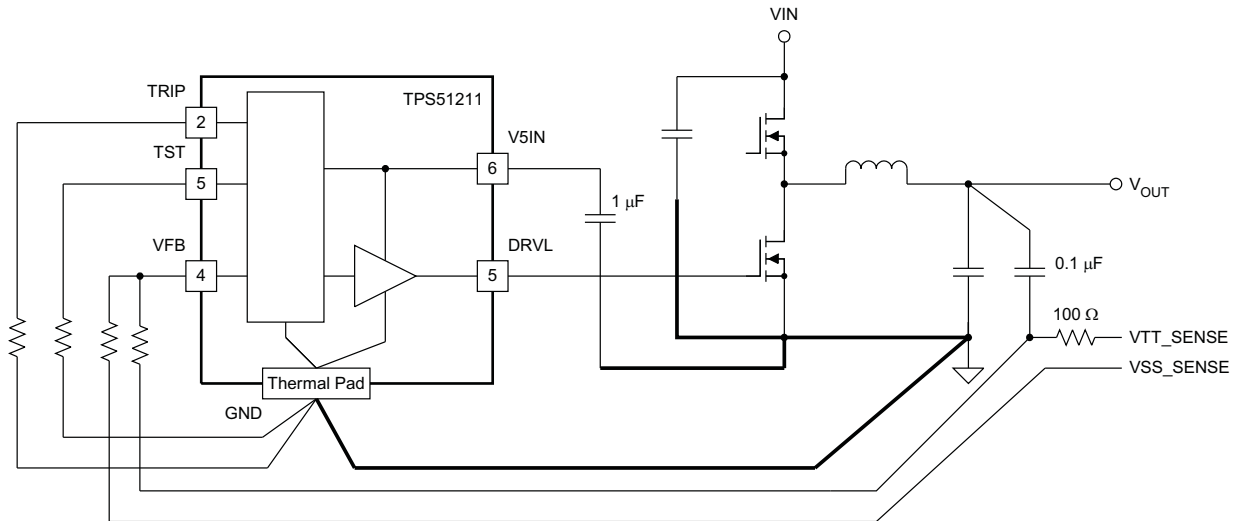 VIN
TRIP
TPS51211
2
V5IN
TST
6
5
1 μF
V_OUT
VFB
DRVL
4
5
0.1 μF
100 Ω
VTT_SENSE
VSS_SENSE
Thermal Pad
GND